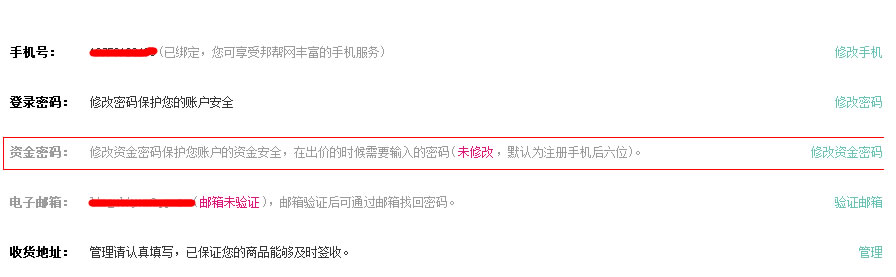 手机号： (已绑定，您可享受邦帮网丰富的手机服务) 修改手机
登录密码： 修改密码保护您的账户安全 修改密码
资金密码： 修改资金密码保护您账户的资金安全，在出价的时候需要输入的密码(未修改，默认为注册手机后六位)。 修改资金密码
电子邮箱： (邮箱未验证)，邮箱验证后可通过邮箱找回密码。 验证邮箱
收货地址： 管理请认真填写，已保证您的商品能够及时签收。 管理